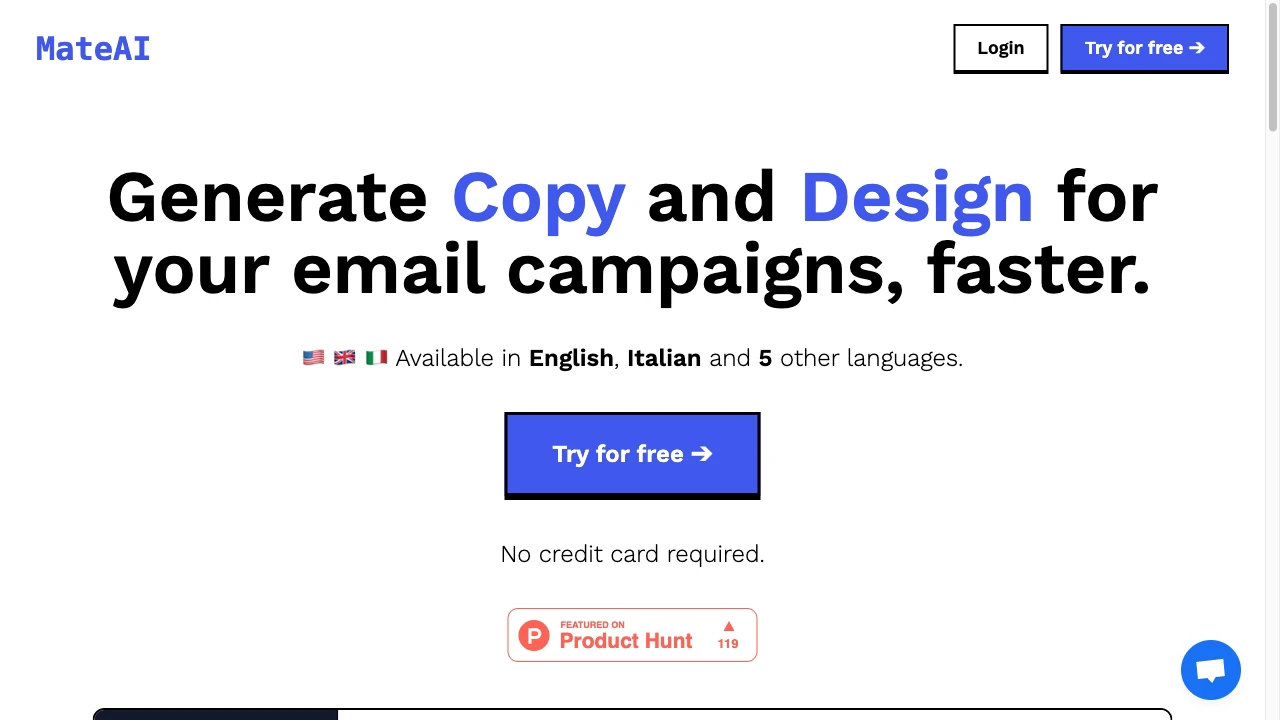 MateAI
Login
Try for free ➔
Generate Copy and Design for
your email campaigns, faster.
🇺🇸 🇬🇧 🇮🇹 Available in English, Italian and 5 other languages.
Try for free ➔
No credit card required.
P
FEATURED ON
Product Hunt
▲
119